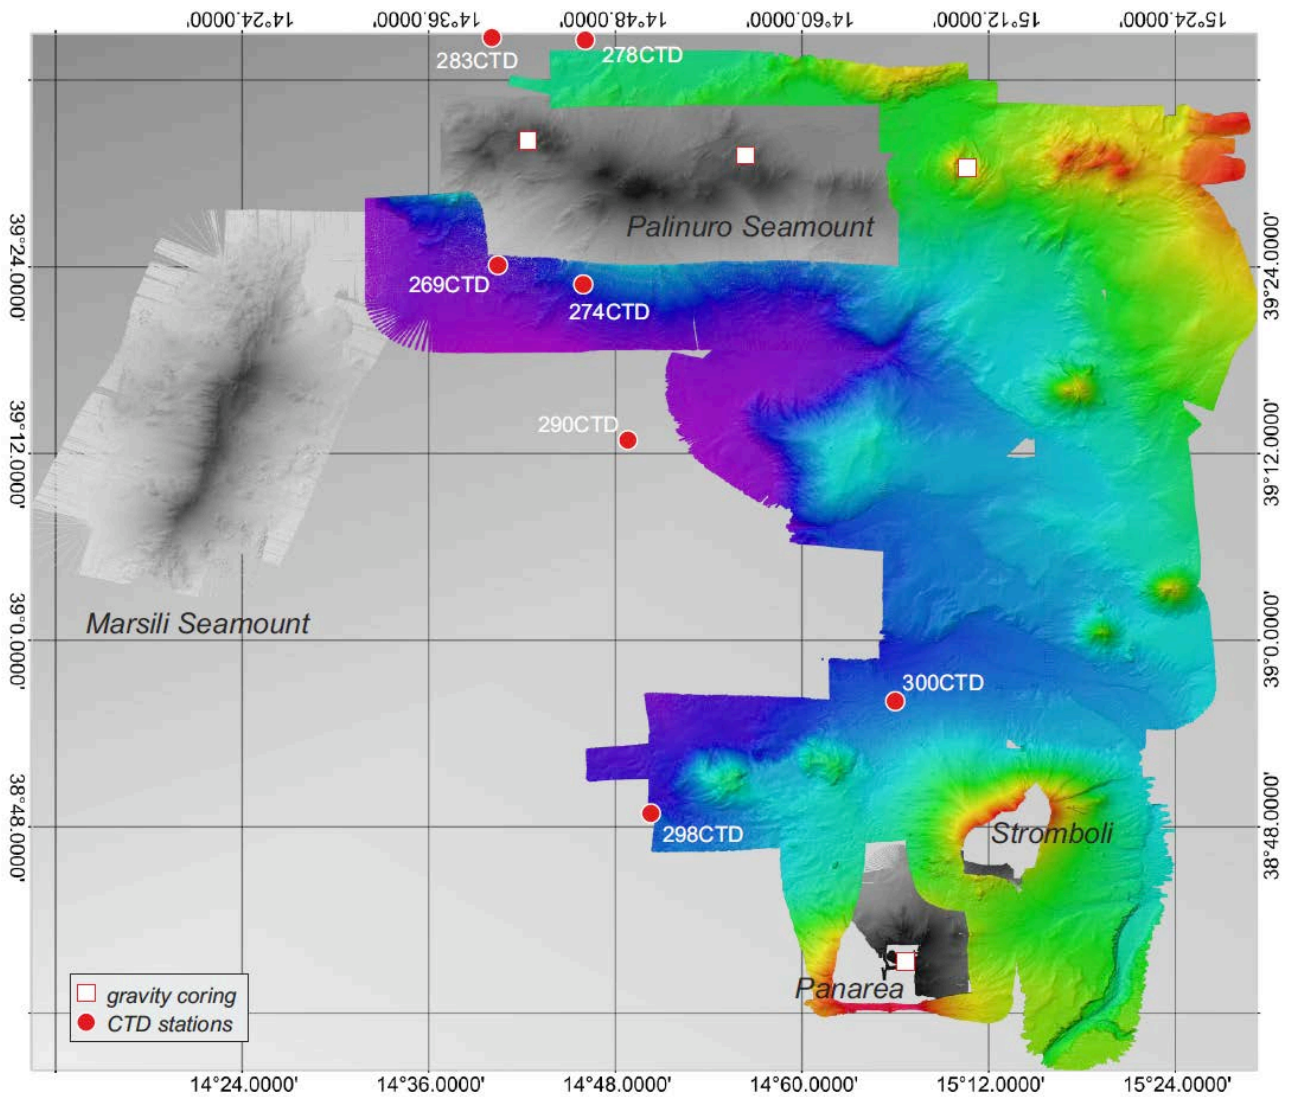 14°24.0000' 14°36.0000' 14°48.0000' 14°60.0000' 15°12.0000' 15°24.0000'
283CTD
278CTD
Palinuro Seamount
39°24.0000'
39°24.0000'
269CTD
274CTD
290CTD
39°12.0000'
39°12.0000'
Marsili Seamount
39°0.0000'
39°0.0000'
300CTD
298CTD
Stromboli
38°48.0000'
38°48.0000'
Panarea
gravity coring
CTD stations
14°24.0000' 14°36.0000' 14°48.0000' 14°60.0000' 15°12.0000' 15°24.0000'